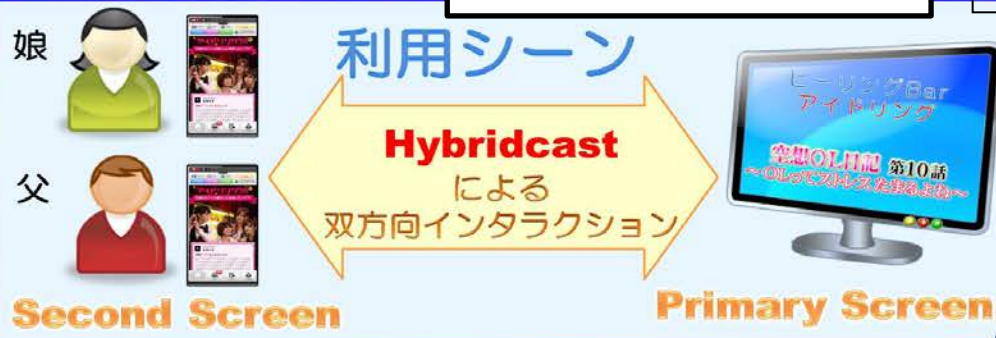 娘
利用シーン
ヒーリングBar
アイドリング
Hybridcast
空想OL日記 第10話
~OLってストレスたまるよね~
父
による
双方向インタラクション
Second Screen
Primary Screen